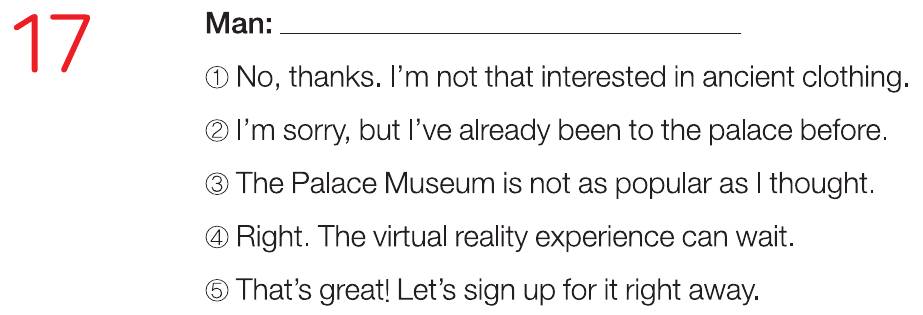 17
Man: ____________________
① No, thanks. I’m not that interested in ancient clothing.
② I’m sorry, but I’ve already been to the palace before.
③ The Palace Museum is not as popular as I thought.
④ Right. The virtual reality experience can wait.
⑤ That’s great! Let’s sign up for it right away.